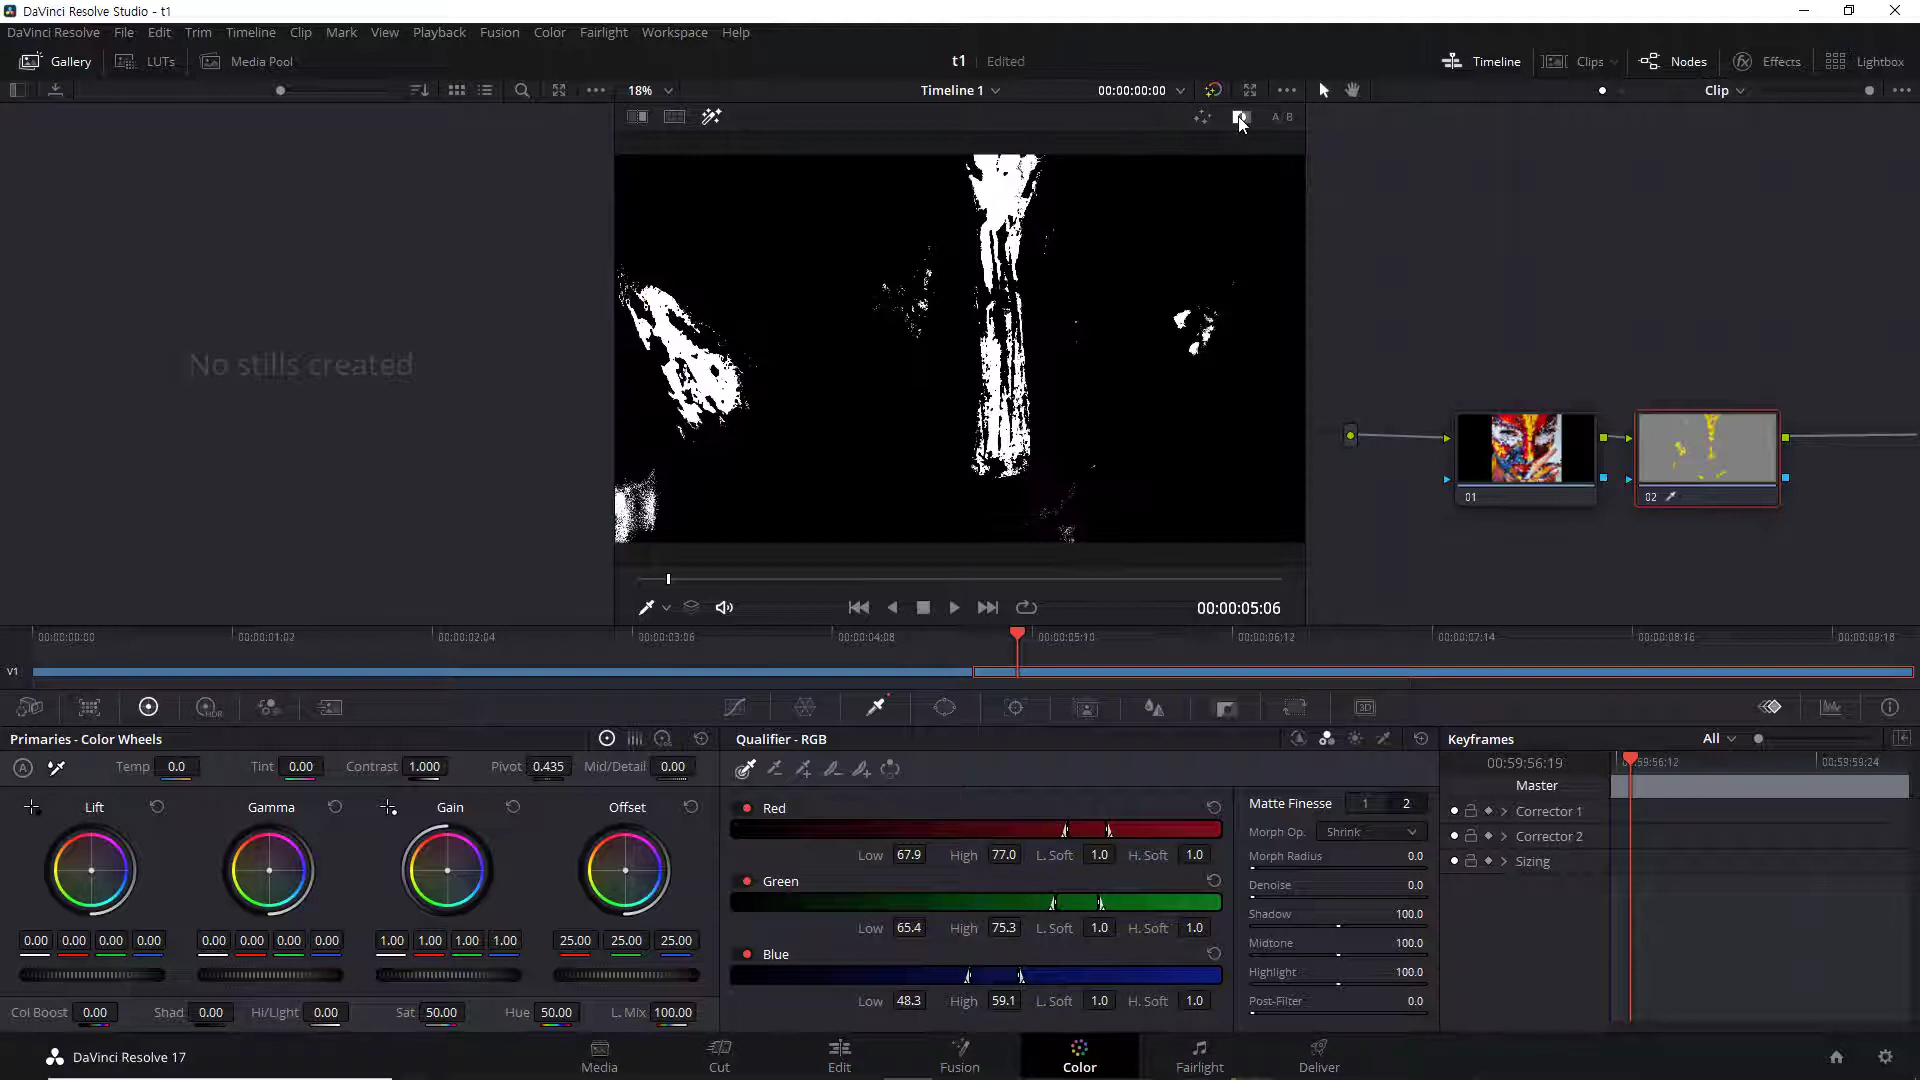 DaVinci Resolve Studio - t1
DaVinci Resolve File Edit Trim Timeline Clip Mark View Playback Fusion Color Fairlight Workspace Help
Gallery LUTs Media Pool t1 Edited Timeline Clips Nodes Effects Lightbox
18% Timeline 1 00:00:00:00 Clip
A B
No stills created
01 02
00:00:05:06
00:00:00:00 00:00:01:02 00:00:02:04 00:00:03:06 00:00:04:08 00:00:05:10 00:00:06:12 00:00:07:14 00:00:08:16 00:00:09:18
V1
HDR 3D
Primaries - Color Wheels Qualifier - RGB Keyframes All
A Temp 0.0 Tint 0.00 Contrast 1.000 Pivot 0.435 Mid/Detail 0.00
00:59:56:19 :59:56:12 00:59:59:24
Master
Lift Gamma Gain Offset
Red
Low 67.9 High 77.0 L. Soft 1.0 H. Soft 1.0
Green
Low 65.4 High 75.3 L. Soft 1.0 H. Soft 1.0
Blue
Low 48.3 High 59.1 L. Soft 1.0 H. Soft 1.0
Matte Finesse 1 2
Morph Op. Shrink
Morph Radius 0.0
Denoise 0.0
Shadow 100.0
Midtone 100.0
Highlight 100.0
Post-Filter 0.0
Corrector 1
Corrector 2
Sizing
0.00 0.00 0.00 0.00 0.00 0.00 0.00 0.00 1.00 1.00 1.00 1.00 25.00 25.00 25.00
Col Boost 0.00 Shad 0.00 Hi/Light 0.00 Sat 50.00 Hue 50.00 L. Mix 100.00
DaVinci Resolve 17 Media Cut Edit Fusion Color Fairlight Deliver